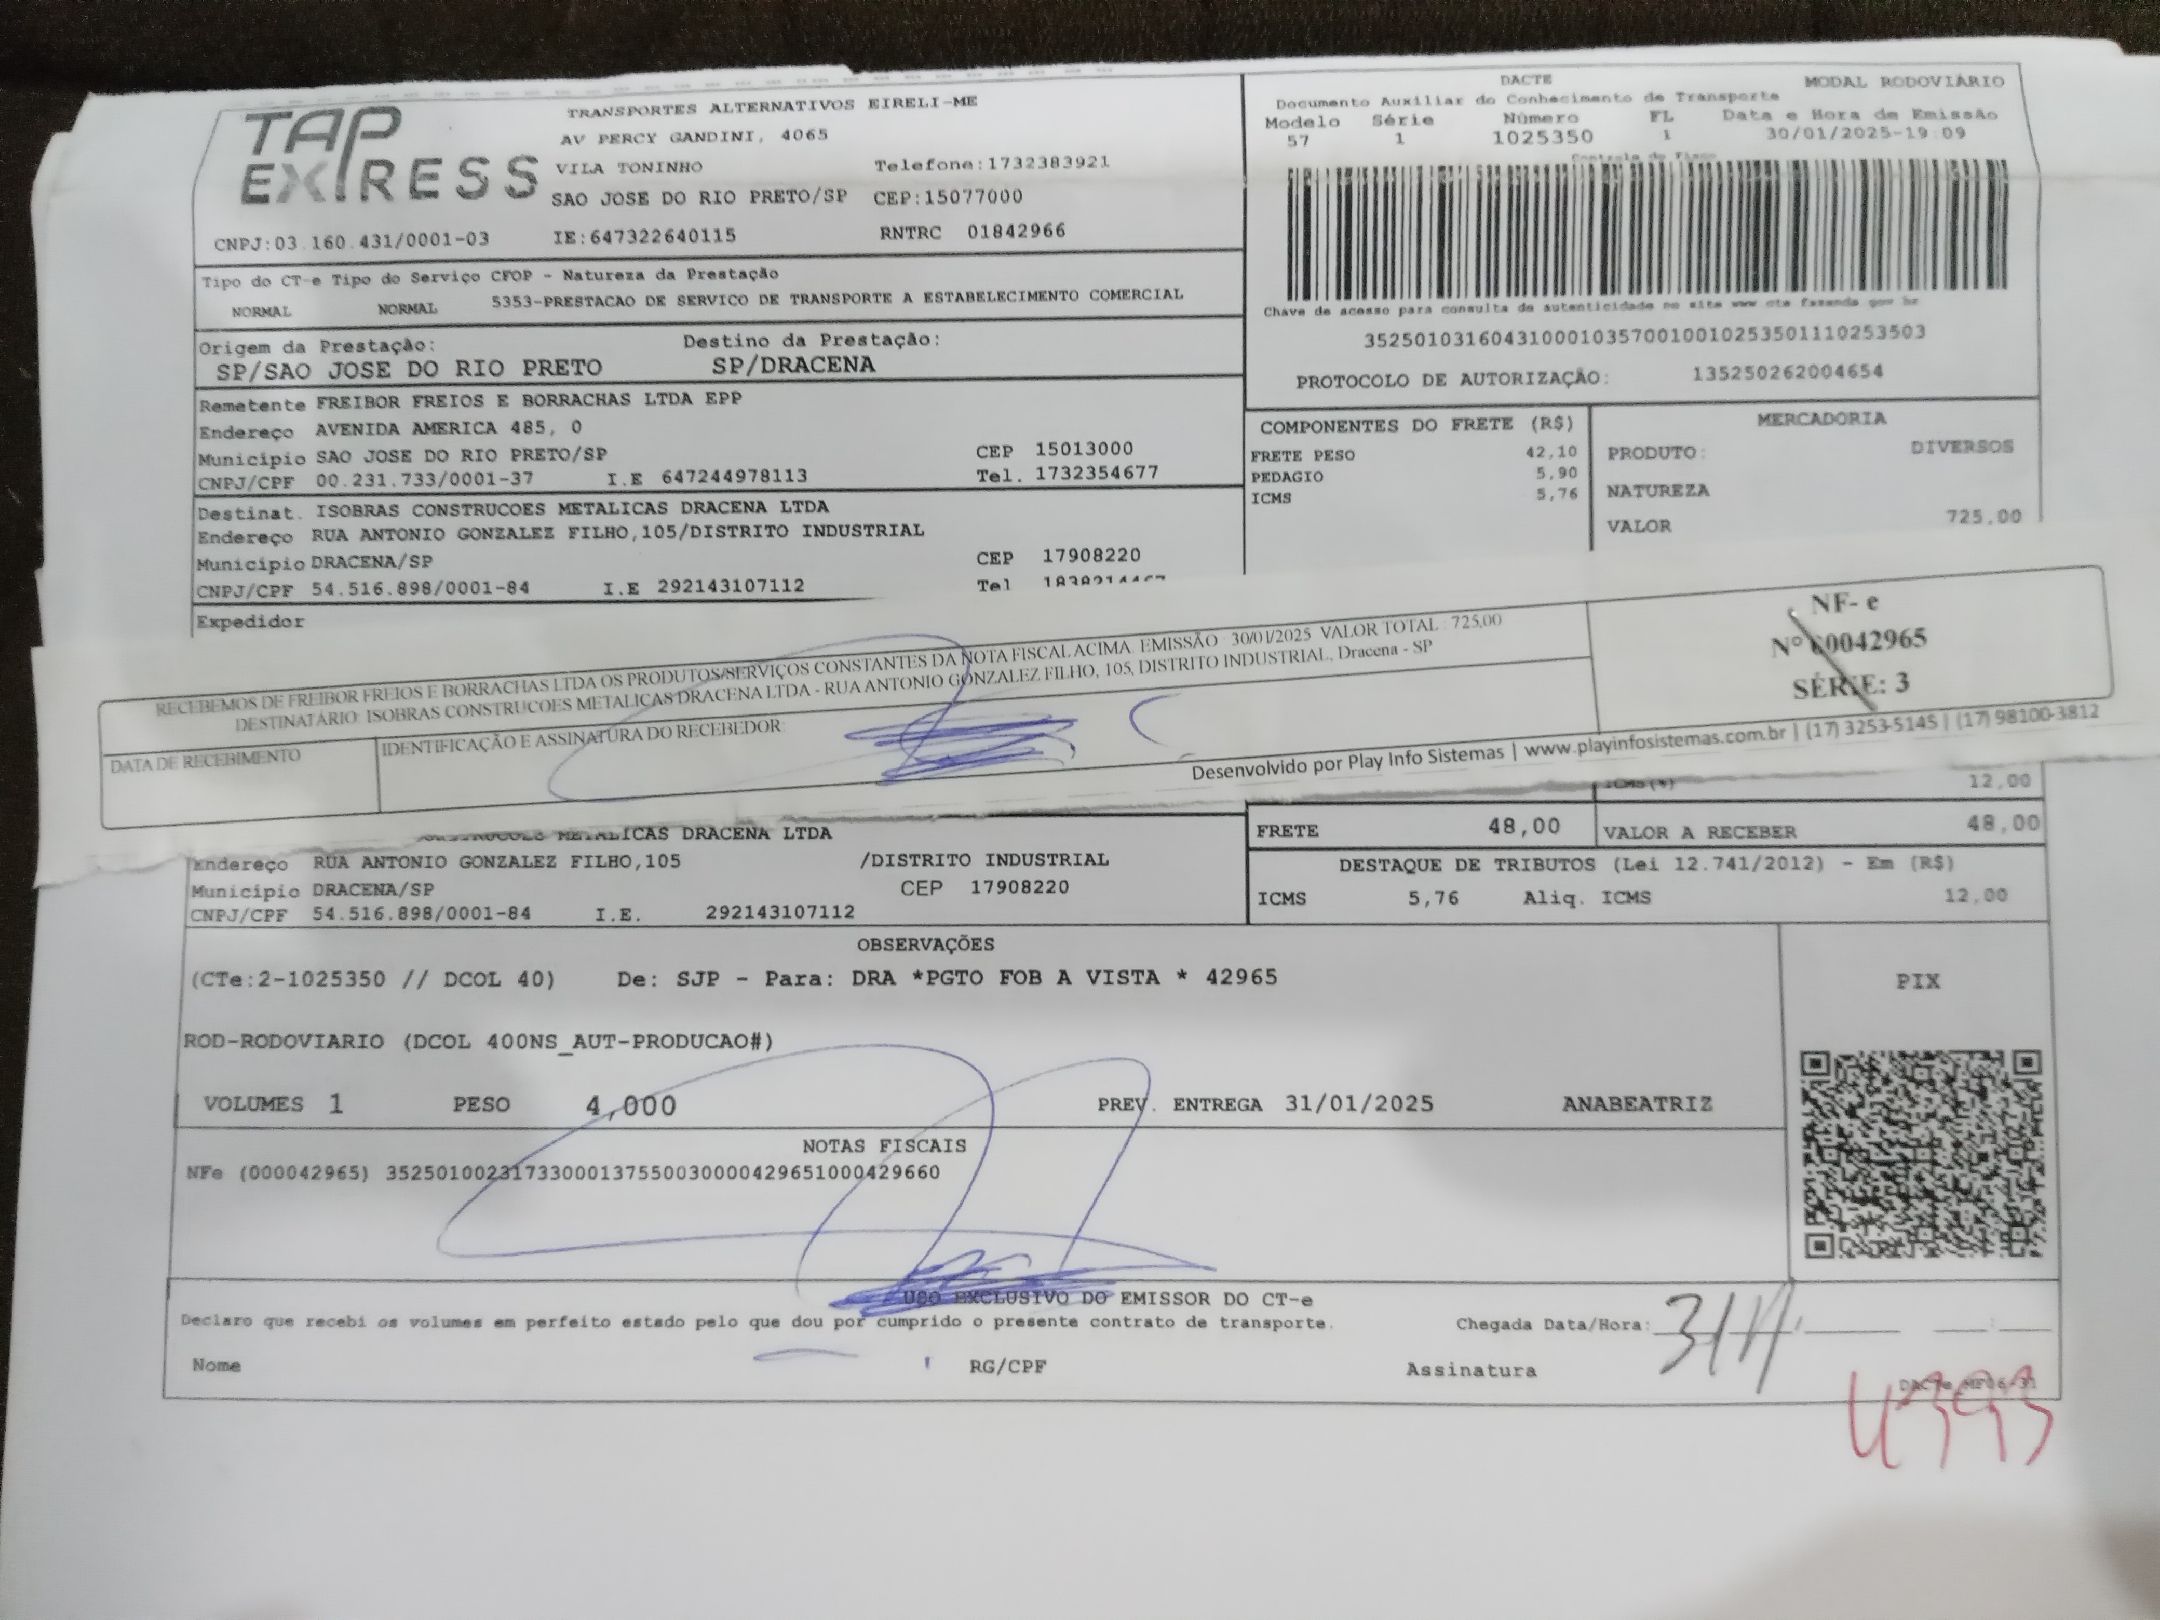 TAP EXPRESS
TRANSPORTES ALTERNATIVOS EIRELI-ME
AV PERCY GANDINI, 4065
VILA TONINHO Telefone:1732383921
SAO JOSE DO RIO PRETO/SP CEP:15077000
CNPJ:03.160.431/0001-03 IE:647322640115 RNTRC 01842966
DACTE MODAL RODOVIÁRIO
Documento Auxiliar do Conhecimento de Transporte
Modelo Série Número FL Data e Hora de Emissão
57 1 1025350 1 30/01/2025-19:09
Controle do Fisco
Chave de acesso para consulta de autenticidade no site www cte fazenda gov br
35250103160431000103570010010253501110253503
PROTOCOLO DE AUTORIZAÇÃO: 135250262004654
Tipo do CT-e Tipo do Serviço CFOP - Natureza da Prestação
NORMAL NORMAL 5353-PRESTACAO DE SERVICO DE TRANSPORTE A ESTABELECIMENTO COMERCIAL
Origem da Prestação: Destino da Prestação:
SP/SAO JOSE DO RIO PRETO SP/DRACENA
Remetente FREIBOR FREIOS E BORRACHAS LTDA EPP
Endereço AVENIDA AMERICA 485, 0
Município SAO JOSE DO RIO PRETO/SP CEP 15013000
CNPJ/CPF 00.231.733/0001-37 I.E 647244978113 Tel. 1732354677
Destinat. ISOBRAS CONSTRUCOES METALICAS DRACENA LTDA
Endereço RUA ANTONIO GONZALEZ FILHO,105/DISTRITO INDUSTRIAL
Município DRACENA/SP CEP 17908220
CNPJ/CPF 54.516.898/0001-84 I.E 292143107112 Tel
Expedidor
COMPONENTES DO FRETE (R$)
FRETE PESO 42,10
PEDAGIO 5,90
ICMS 5,76
MERCADORIA
PRODUTO: DIVERSOS
NATUREZA
VALOR 725,00
RECEBEMOS DE FREIBOR FREIOS E BORRACHAS LTDA OS PRODUTOS/SERVIÇOS CONSTANTES DA NOTA FISCAL ACIMA. EMISSÃO : 30/01/2025 VALOR TOTAL : 725,00
DESTINATÁRIO: ISOBRAS CONSTRUCOES METALICAS DRACENA LTDA - RUA ANTONIO GONZALEZ FILHO, 105, DISTRITO INDUSTRIAL, Dracena - SP
DATA DE RECEBIMENTO
IDENTIFICAÇÃO E ASSINATURA DO RECEBEDOR:
NF- e
Nº 00042965
SÉRIE: 3
Desenvolvido por Play Info Sistemas | www.playinfosistemas.com.br | (17) 3253-5145 | (17) 98100-3812
ICMS(%) 12,00
METALICAS DRACENA LTDA
Endereço RUA ANTONIO GONZALEZ FILHO,105 /DISTRITO INDUSTRIAL
Município DRACENA/SP CEP 17908220
CNPJ/CPF 54.516.898/0001-84 I.E. 292143107112
FRETE 48,00 VALOR A RECEBER 48,00
DESTAQUE DE TRIBUTOS (Lei 12.741/2012) - Em (R$)
ICMS 5,76 Aliq. ICMS 12,00
OBSERVAÇÕES
(CTe:2-1025350 // DCOL 40) De: SJP - Para: DRA *PGTO FOB A VISTA * 42965
ROD-RODOVIARIO (DCOL 400NS_AUT-PRODUCAO#)
PIX
VOLUMES 1 PESO 4,000 PREV. ENTREGA 31/01/2025 ANABEATRIZ
NOTAS FISCAIS
NFe (000042965) 35250100231733000137550030000429651000429660
USO EXCLUSIVO DO EMISSOR DO CT-e
Declaro que recebi os volumes em perfeito estado pelo que dou por cumprido o presente contrato de transporte.
Chegada Data/Hora:
Nome RG/CPF Assinatura